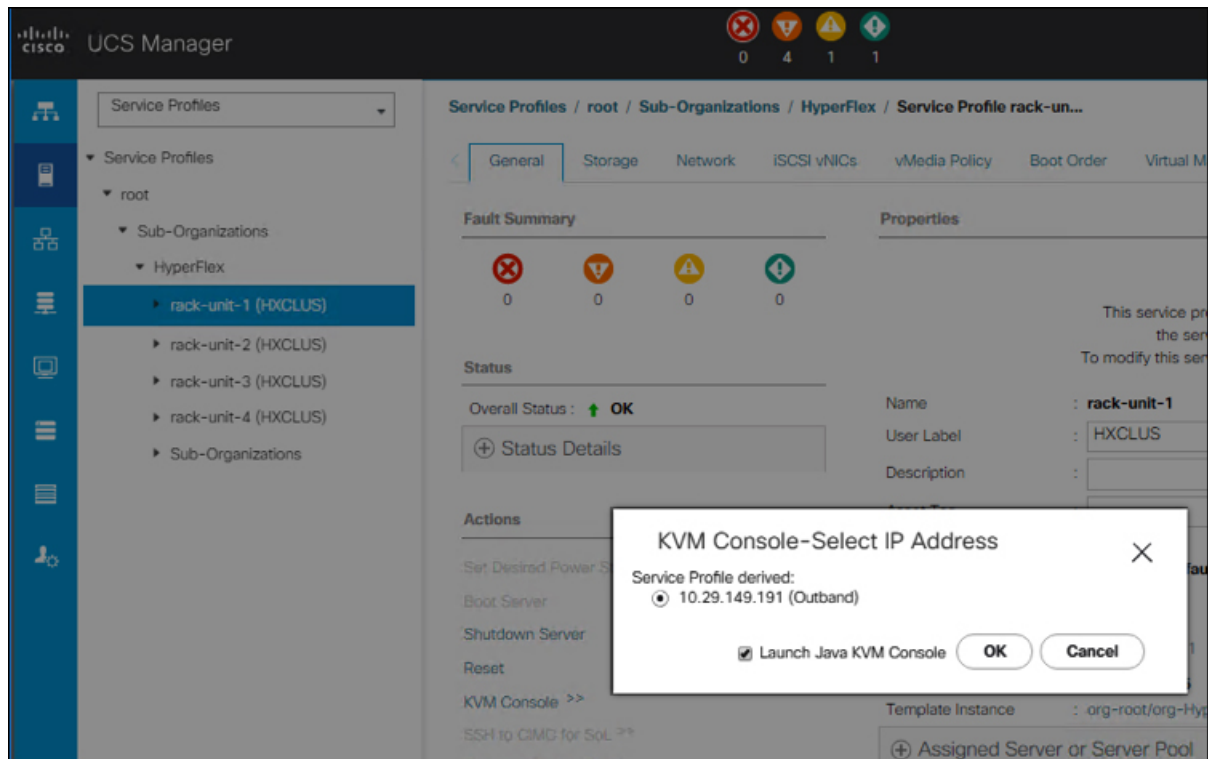 CISCO UCS Manager
0 4 1 1
Service Profiles
Service Profiles / root / Sub-Organizations / HyperFlex / Service Profile rack-un...
Service Profiles
root
Sub-Organizations
HyperFlex
rack-unit-1 (HXCLUS)
rack-unit-2 (HXCLUS)
rack-unit-3 (HXCLUS)
rack-unit-4 (HXCLUS)
Sub-Organizations
General Storage Network iSCSI vNICs vMedia Policy Boot Order Virtual M
Fault Summary
0 0 0 0
Status
Overall Status : OK
Status Details
Actions
Set Desired Power S
Boot Server
Shutdown Server
Reset
KVM Console >>
SSH to CIMC for SoL >>
Properties
This service pr
the ser
To modify this ser
Name : rack-unit-1
User Label : HXCLUS
Description :
Template Instance : org-root/org-Hyp
Assigned Server or Server Pool
KVM Console-Select IP Address
Service Profile derived:
10.29.149.191 (Outband)
Launch Java KVM Console OK Cancel